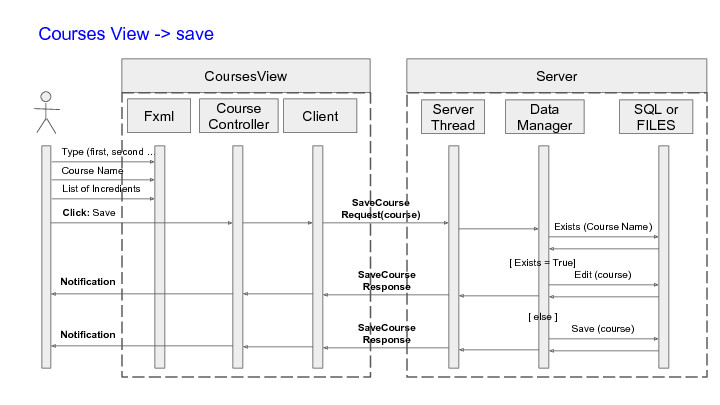 Courses View -> save
CoursesView
Server
Fxml
Course
Controller
Client
Server
Thread
Data
Manager
SQL or
FILES
Type (first, second ...
Course Name
List of Incredients
Click: Save
SaveCourse
Request(course)
Exists (Course Name)
[ Exists = True]
Edit (course)
Notification
SaveCourse
Response
[ else ]
Save (course)
Notification
SaveCourse
Response